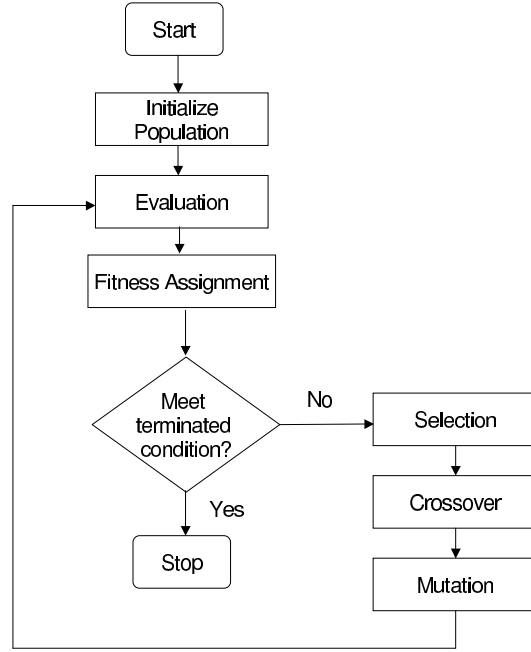 Start
Initialize
Population
Evaluation
Fitness Assignment
Meet
terminated
condition?
No
Selection
Crossover
Mutation
Yes
Stop